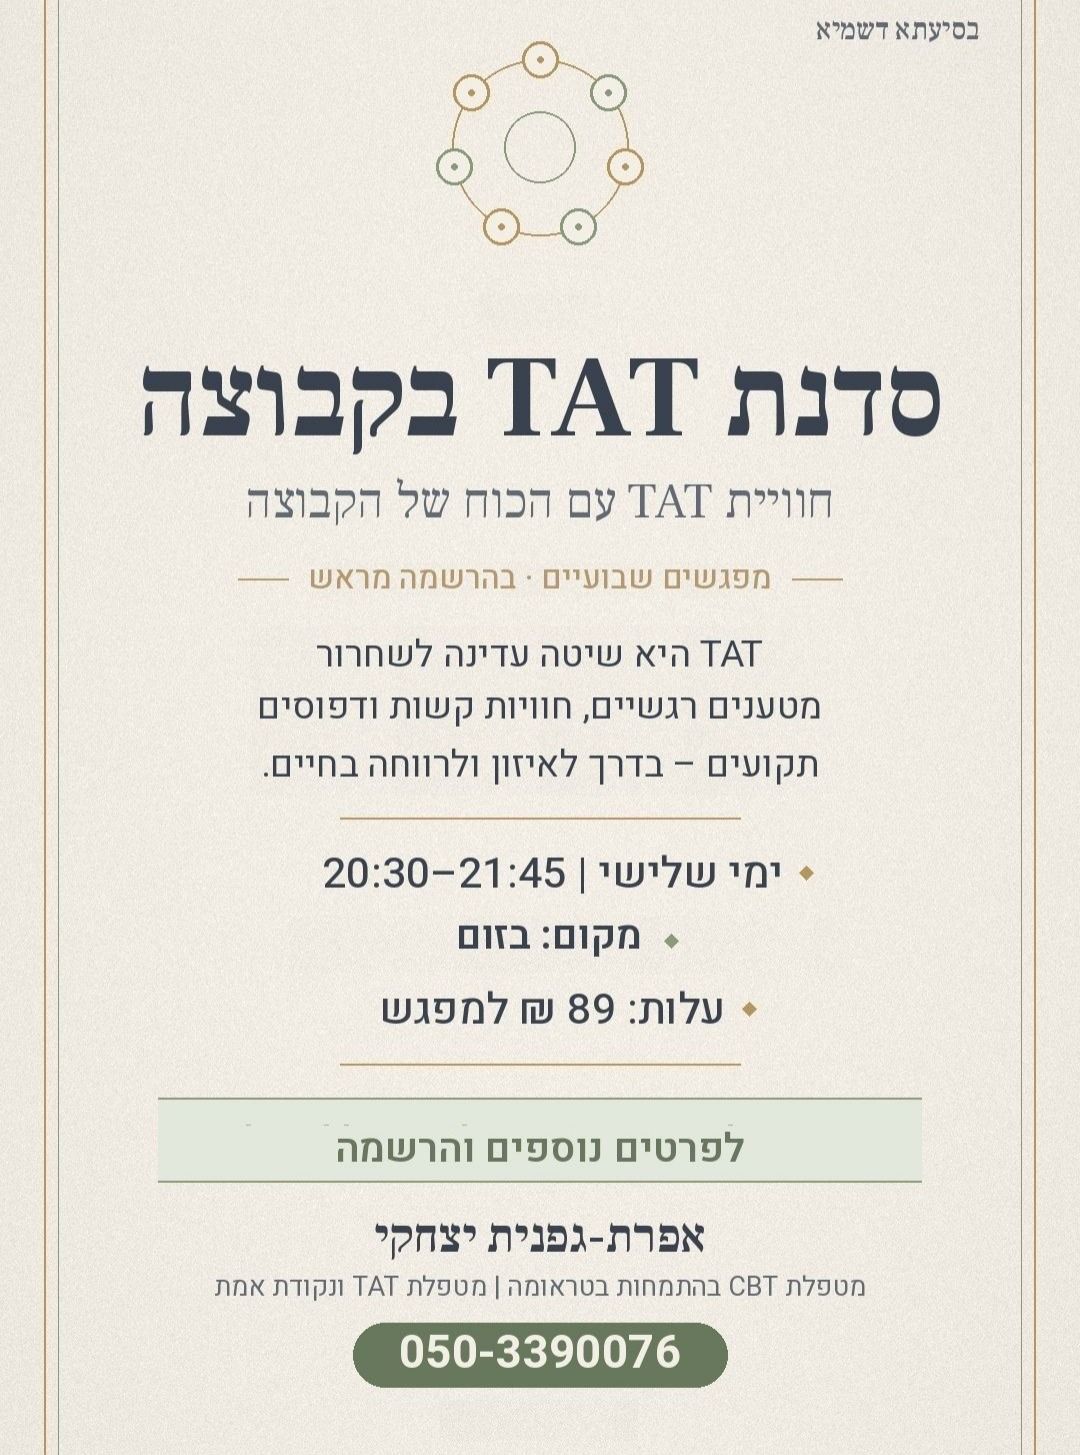 בסיעתא דשמיא
סדנת TAT בקבוצה
חוויית TAT עם הכוח של הקבוצה
מפגשים שבועיים · בהרשמה מראש
TAT היא שיטה עדינה לשחרור
מטענים רגשיים, חוויות קשות ודפוסים
תקועים – בדרך לאיזון ולרווחה בחיים.
ימי שלישי | 20:30–21:45
מקום: בזום
עלות: 89 ₪ למפגש
לפרטים נוספים והרשמה
אפרת-גפנית יצחקי
מטפלת CBT בהתמחות בטראומה | מטפלת TAT ונקודת אמת
050-3390076